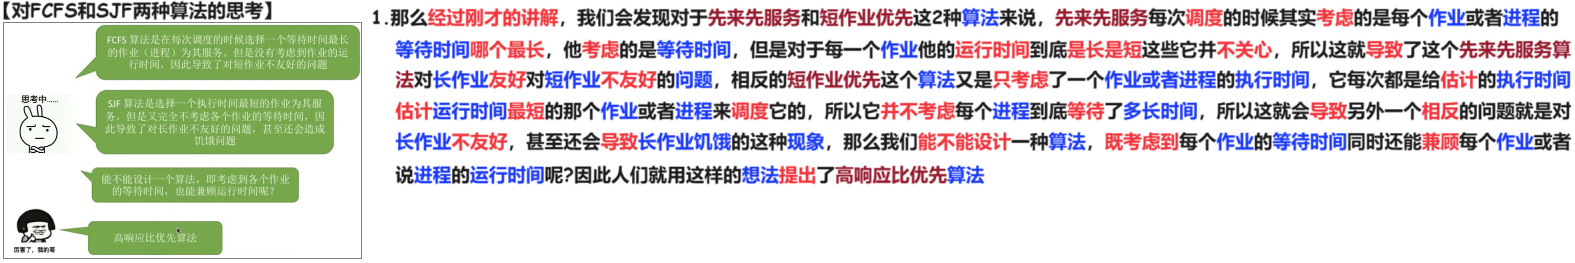 【对FCFS和SJF两种算法的思考】
FCFS 算法是在每次调度的时候选择一个等待时间最长
的作业（进程）为其服务。但是没有考虑到作业的运
行时间，因此导致了对短作业不友好的问题
思考中......
SJF 算法是选择一个执行时间最短的作业为其服
务。但是又完全不考虑各个作业的等待时间，因
此导致了对长作业不友好的问题，甚至还会造成
饥饿问题
能不能设计一个算法，即考虑到各个作业
的等待时间，也能兼顾运行时间呢？
高响应比优先算法
厉害了，我的哥
1.那么经过刚才的讲解，我们会发现对于先来先服务和短作业优先这2种算法来说，先来先服务每次调度的时候其实考虑的是每个作业或者进程的
等待时间哪个最长，他考虑的是等待时间，但是对于每一个作业他的运行时间到底是长是短这些它并不关心，所以这就导致了这个先来先服务算
法对长作业友好对短作业不友好的问题，相反的短作业优先这个算法又是只考虑了一个作业或者进程的执行时间，它每次都是给估计的执行时间
估计运行时间最短的那个作业或者进程来调度它的，所以它并不考虑每个进程到底等待了多长时间，所以这就会导致另外一个相反的问题就是对
长作业不友好，甚至还会导致长作业饥饿的这种现象，那么我们能不能设计一种算法，既考虑到每个作业的等待时间同时还能兼顾每个作业或者
说进程的运行时间呢?因此人们就用这样的想法提出了高响应比优先算法